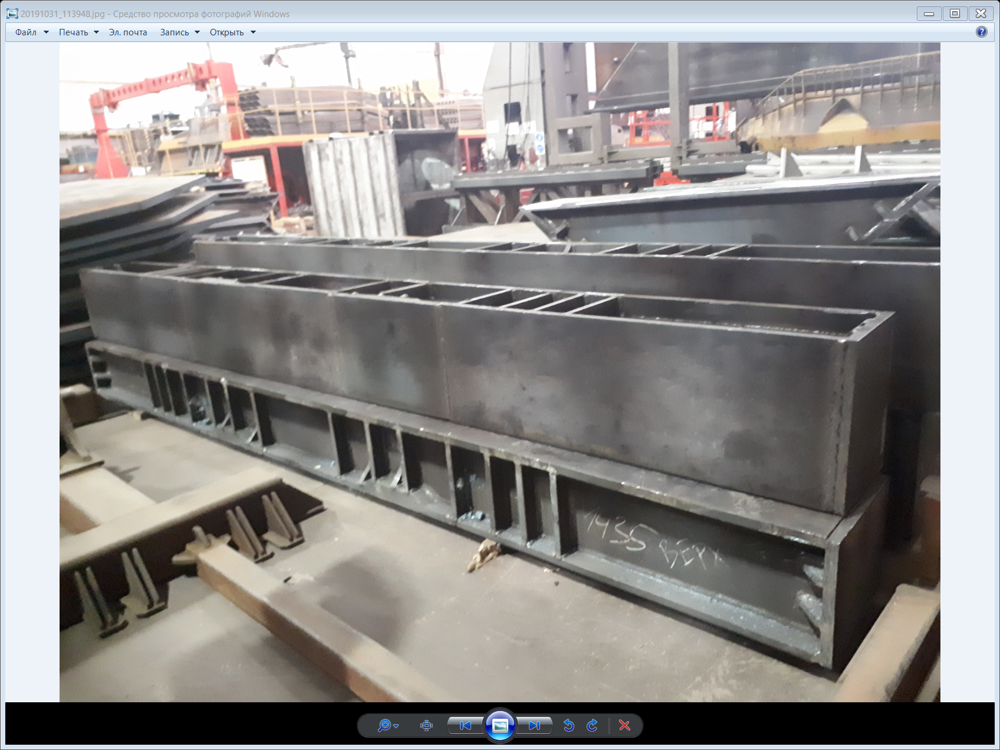 20191031_113948.jpg - Средство просмотра фотографий Windows
Файл Печать Эл. почта Запись Открыть
1435 ВЕРХ